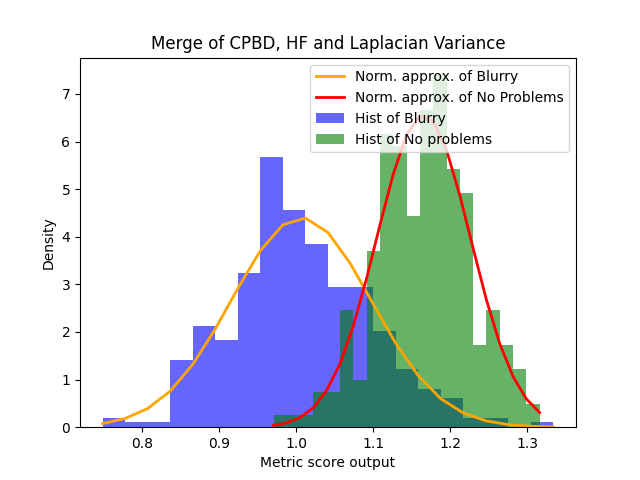 Merge of CPBD, HF and Laplacian Variance
Norm. approx. of Blurry
Norm. approx. of No Problems
Hist of Blurry
Hist of No problems
Density
7
6
5
4
3
2
1
0
0.8 0.9 1.0 1.1 1.2 1.3
Metric score output